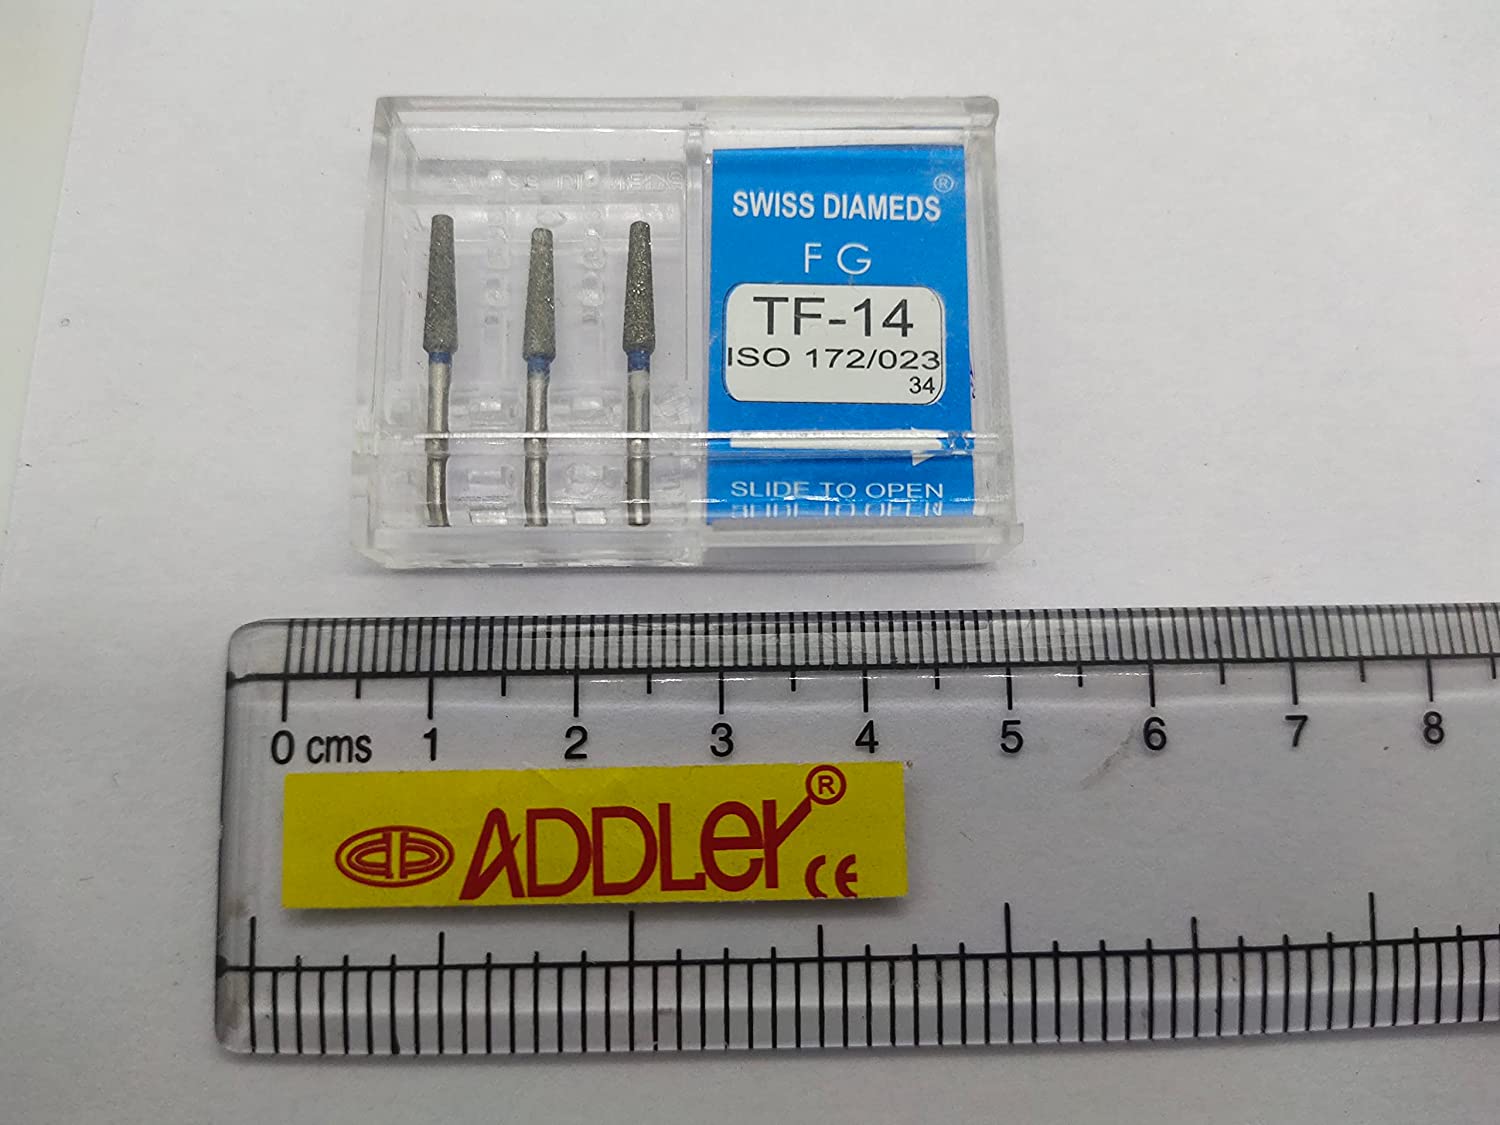 SWISS DIAMEDS ®
FG
TF-14
ISO 172/023
34
SLIDE TO OPEN
0 cms 1 2 3 4 5 6 7 8
ADDLER ®
CE